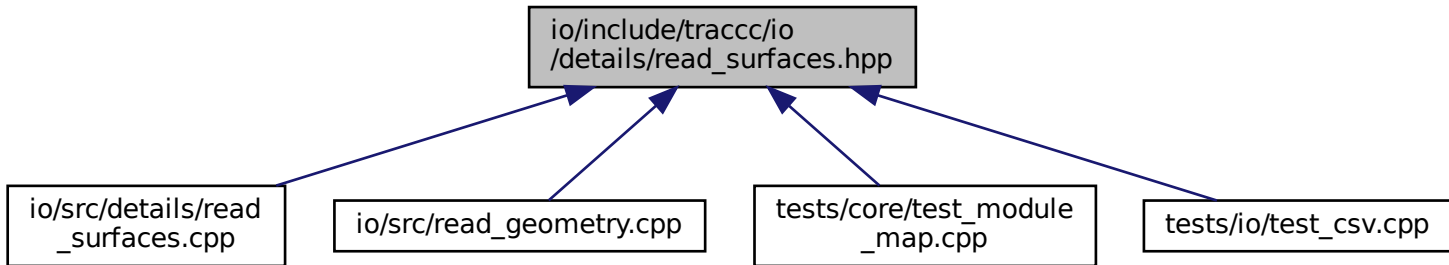 io/include/traccc/io
/details/read_surfaces.hpp
io/src/details/read
_surfaces.cpp
io/src/read_geometry.cpp
tests/core/test_module
_map.cpp
tests/io/test_csv.cpp